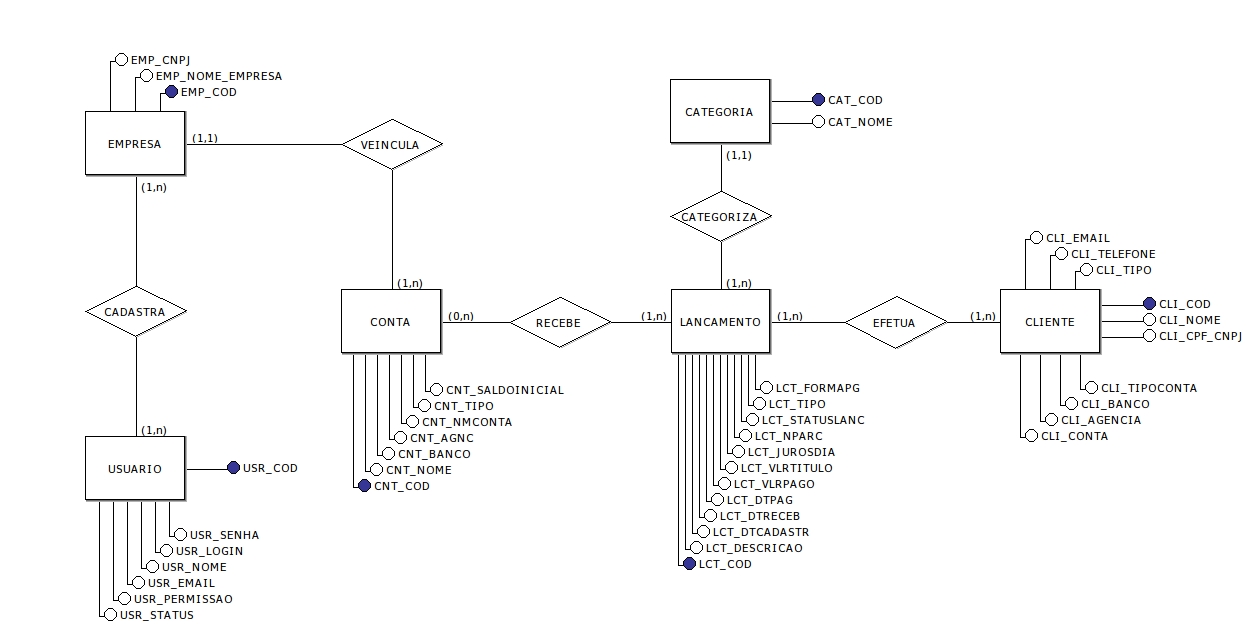 EMP_CNPJ
EMP_NOME_EMPRESA
EMP_COD
EMPRESA
(1,1)
(1,n)
VEINCULA
CADASTRA
(1,n)
USUARIO
USR_COD
USR_SENHA
USR_LOGIN
USR_NOME
USR_EMAIL
USR_PERMISSAO
USR_STATUS
(1,n)
CONTA
(0,n)
RECEBE
(1,n)
CNT_SALDOINICIAL
CNT_TIPO
CNT_NMCONTA
CNT_AGNC
CNT_BANCO
CNT_NOME
CNT_COD
CATEGORIA
CAT_COD
CAT_NOME
(1,1)
CATEGORIZA
(1,n)
LANCAMENTO
(1,n)
EFETUA
(1,n)
LCT_FORMAPG
LCT_TIPO
LCT_STATUSLANC
LCT_NPARC
LCT_JUROSDIA
LCT_VLRTITULO
LCT_VLRPAGO
LCT_DTPAG
LCT_DTRECEB
LCT_DTCADASTR
LCT_DESCRICAO
LCT_COD
CLI_EMAIL
CLI_TELEFONE
CLI_TIPO
CLIENTE
CLI_COD
CLI_NOME
CLI_CPF_CNPJ
CLI_TIPOCONTA
CLI_BANCO
CLI_AGENCIA
CLI_CONTA